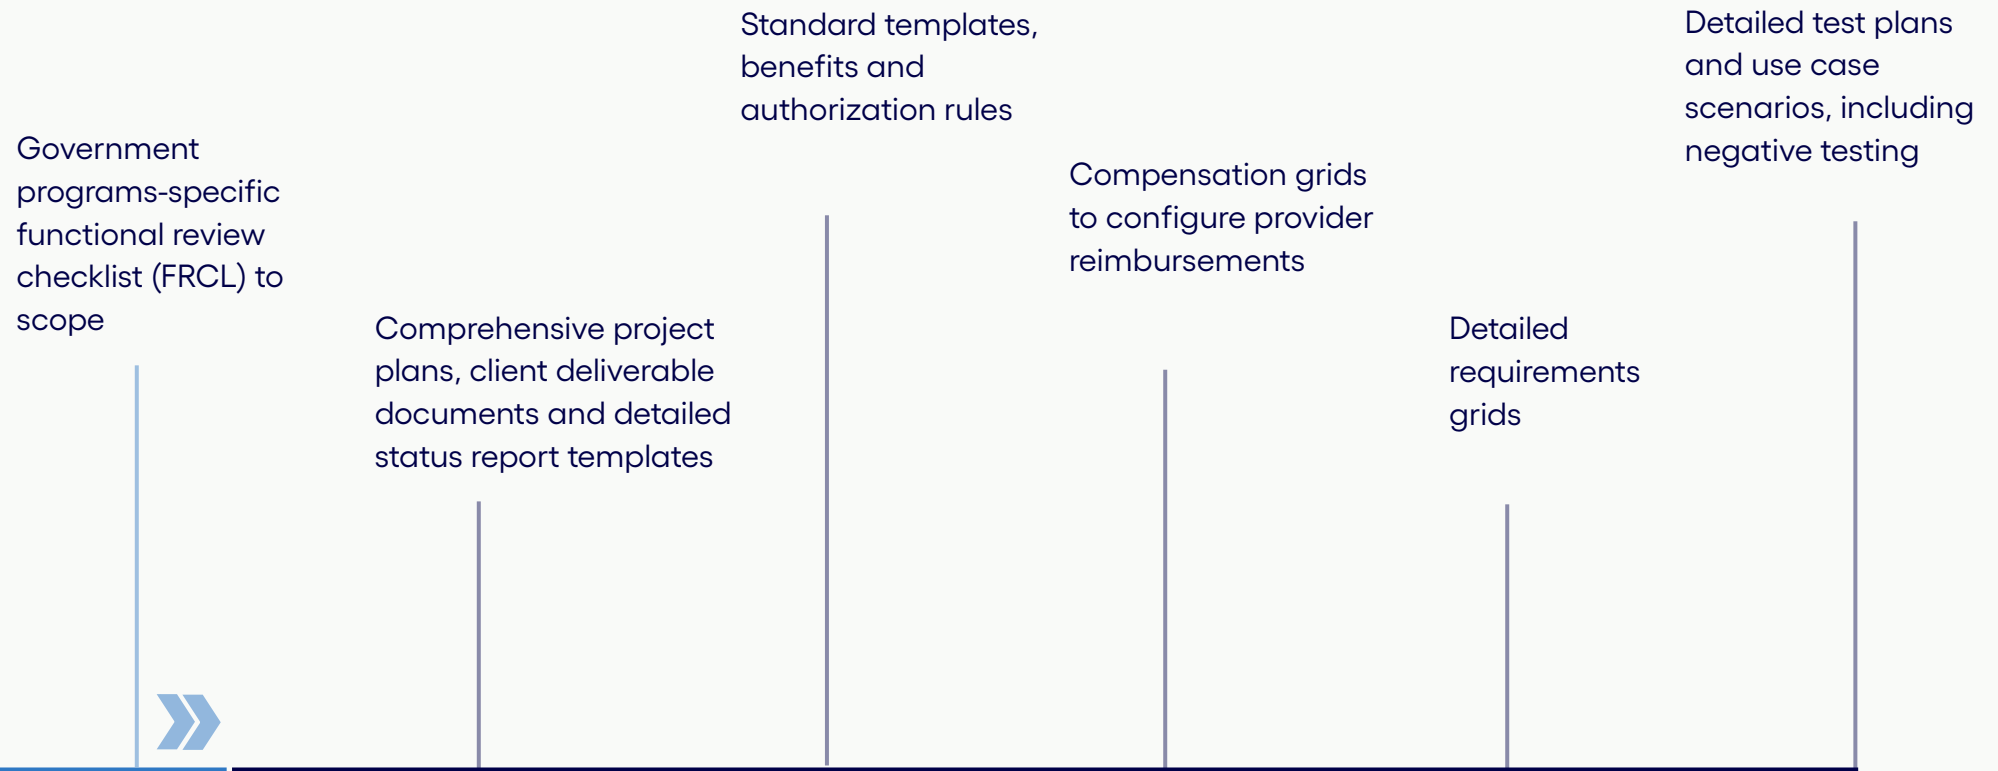 Government
programs-specific
functional review
checklist (FRCL) to
scope
Comprehensive project
plans, client deliverable
documents and detailed
status report templates
Standard templates,
benefits and
authorization rules
Compensation grids
to configure provider
reimbursements
Detailed
requirements
grids
Detailed test plans
and use case
scenarios, including
negative testing